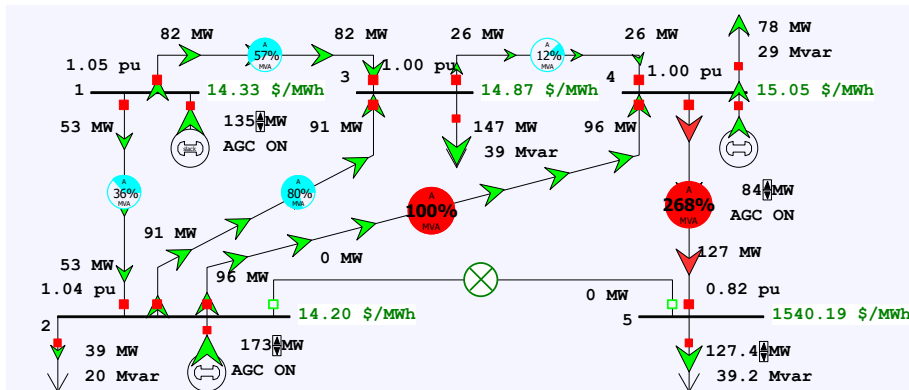 82 MW
82 MW
26 MW
26 MW
78 MW
29 Mvar
A
57%
MVA
A
12%
MVA
1.05 pu
3
1.00 pu
4
1.00 pu
1
14.33 $/MWh
14.87 $/MWh
15.05 $/MWh
53 MW
135 MW
91 MW
147 MW
96 MW
slack
AGC ON
39 Mvar
A
36%
MVA
A
80%
MVA
A
100%
MVA
A
268%
MVA
84 MW
AGC ON
91 MW
0 MW
127 MW
53 MW
96 MW
1.04 pu
0 MW
0.82 pu
2
14.20 $/MWh
5
1540.19 $/MWh
39 MW
173 MW
127.4 MW
20 Mvar
AGC ON
39.2 Mvar